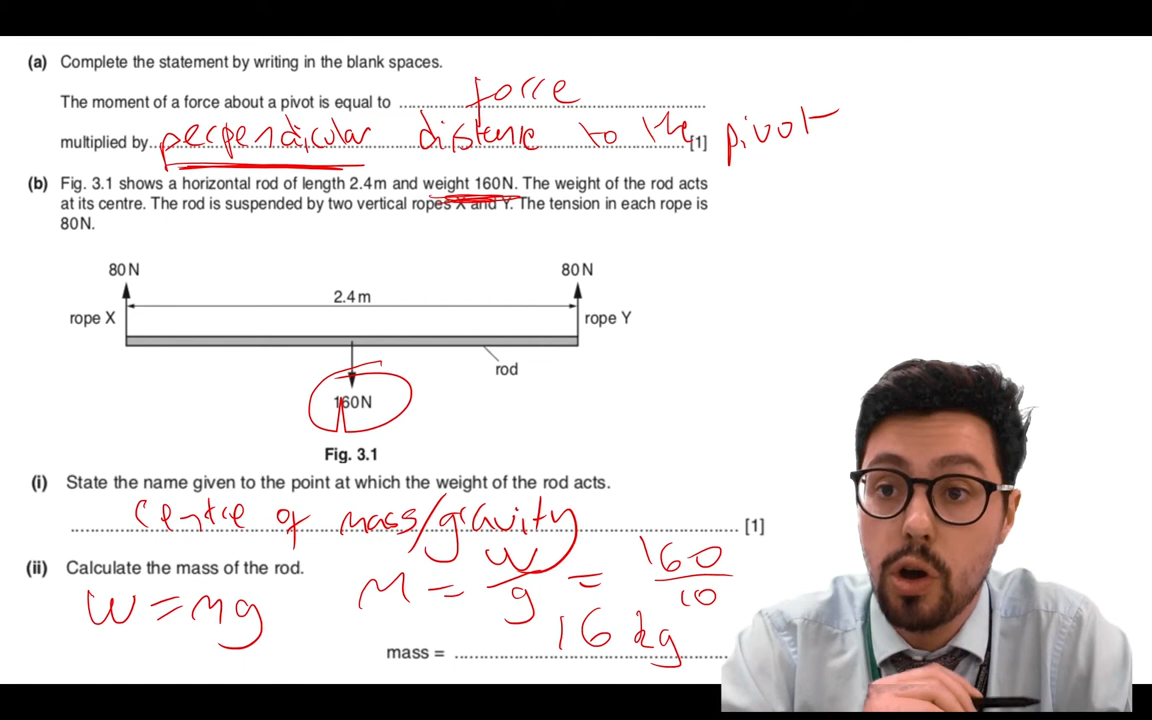 (a) Complete the statement by writing in the blank spaces.
The moment of a force about a pivot is equal to force
multiplied by perpendicular distance to the pivot [1]
(b) Fig. 3.1 shows a horizontal rod of length 2.4m and weight 160N. The weight of the rod acts
at its centre. The rod is suspended by two vertical ropes X and Y. The tension in each rope is
80N.
80N 80N
2.4m
rope X rope Y
rod
160N
Fig. 3.1
(i) State the name given to the point at which the weight of the rod acts.
centre of mass/gravity [1]
(ii) Calculate the mass of the rod.
W = mg M = W/g = 160/10
16 kg
mass =